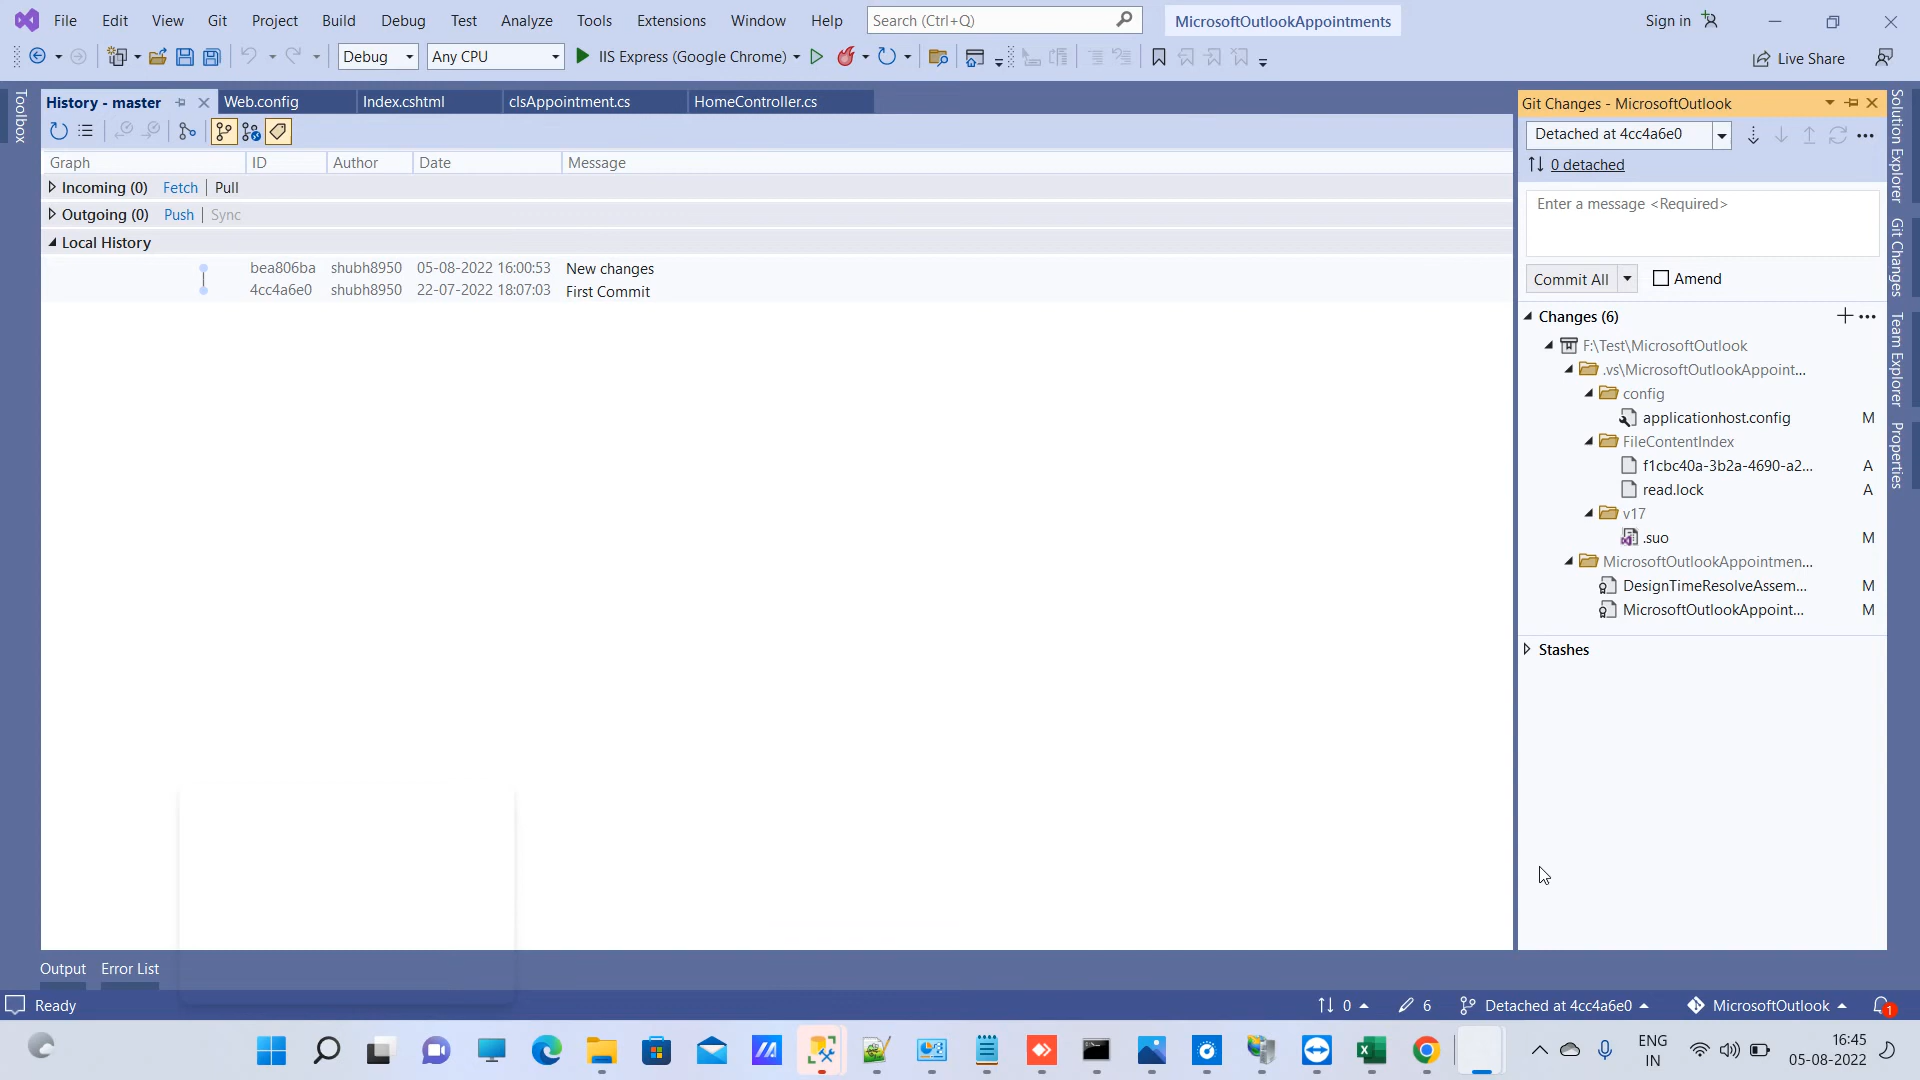 File Edit View Git Project Build Debug Test Analyze Tools Extensions Window Help Search (Ctrl+Q) MicrosoftOutlookAppointments Sign in
Debug Any CPU IIS Express (Google Chrome) Live Share
Toolbox
History - master Web.config Index.cshtml clsAppointment.cs HomeController.cs
Graph ID Author Date Message
Incoming (0) Fetch | Pull
Outgoing (0) Push | Sync
Local History
bea806ba shubh8950 05-08-2022 16:00:53 New changes
4cc4a6e0 shubh8950 22-07-2022 18:07:03 First Commit
Git Changes - MicrosoftOutlook
Detached at 4cc4a6e0
0 detached
Enter a message <Required>
Commit All Amend
Changes (6)
F:\Test\MicrosoftOutlook
.vs\MicrosoftOutlookAppoint...
config
applicationhost.config M
FileContentIndex
f1cbc40a-3b2a-4690-a2... A
read.lock A
v17
.suo M
MicrosoftOutlookAppointmen...
DesignTimeResolveAssem... M
MicrosoftOutlookAppoint... M
Stashes
Solution Explorer
Git Changes
Team Explorer
Properties
Output Error List
Ready 0 6 Detached at 4cc4a6e0 MicrosoftOutlook 1
ENG 16:45
IN 05-08-2022